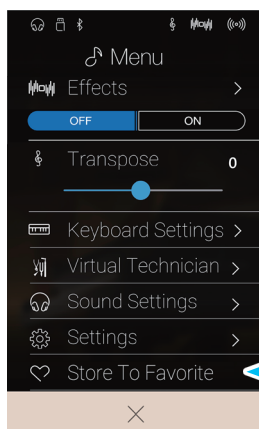 Menu
Effects
OFF ON
Transpose 0
Keyboard Settings
Virtual Technician
Sound Settings
Settings
Store To Favorite